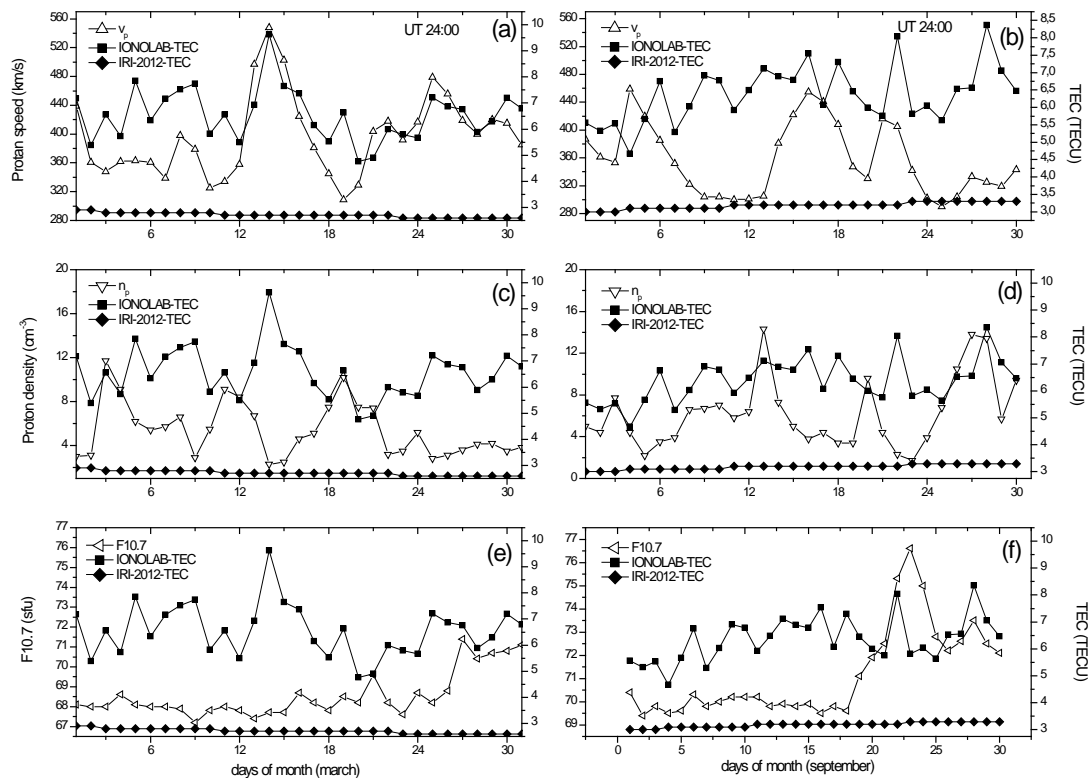 560
520
480
440
400
360
320
280
Protan speed (km/s)
v_p
IONOLAB-TEC
IRI-2012-TEC
UT 24:00
(a)
10
9
8
7
6
5
4
3
6 12 18 24 30
560
520
480
440
400
360
320
280
v_p
IONOLAB-TEC
IRI-2012-TEC
UT 24:00
(b)
8,5
8,0
7,5
7,0
6,5
6,0
5,5
5,0
4,5
4,0
3,5
3,0
TEC (TECU)
6 12 18 24 30
20
16
12
8
4
Proton density (cm⁻³)
n_p
IONOLAB-TEC
IRI-2012-TEC
(c)
10
9
8
7
6
5
4
3
6 12 18 24 30
20
16
12
8
4
0
n_p
IONOLAB-TEC
IRI-2012-TEC
(d)
10
9
8
7
6
5
4
3
TEC (TECU)
6 12 18 24 30
77
76
75
74
73
72
71
70
69
68
67
F10.7 (sfu)
F10.7
IONOLAB-TEC
IRI-2012-TEC
(e)
10
9
8
7
6
5
4
3
6 12 18 24 30
days of month (march)
77
76
75
73
72
70
69
F10.7
IONOLAB-TEC
IRI-2012-TEC
(f)
10
9
8
7
6
5
4
3
TEC (TECU)
0 5 10 15 20 25 30
days of month (september)